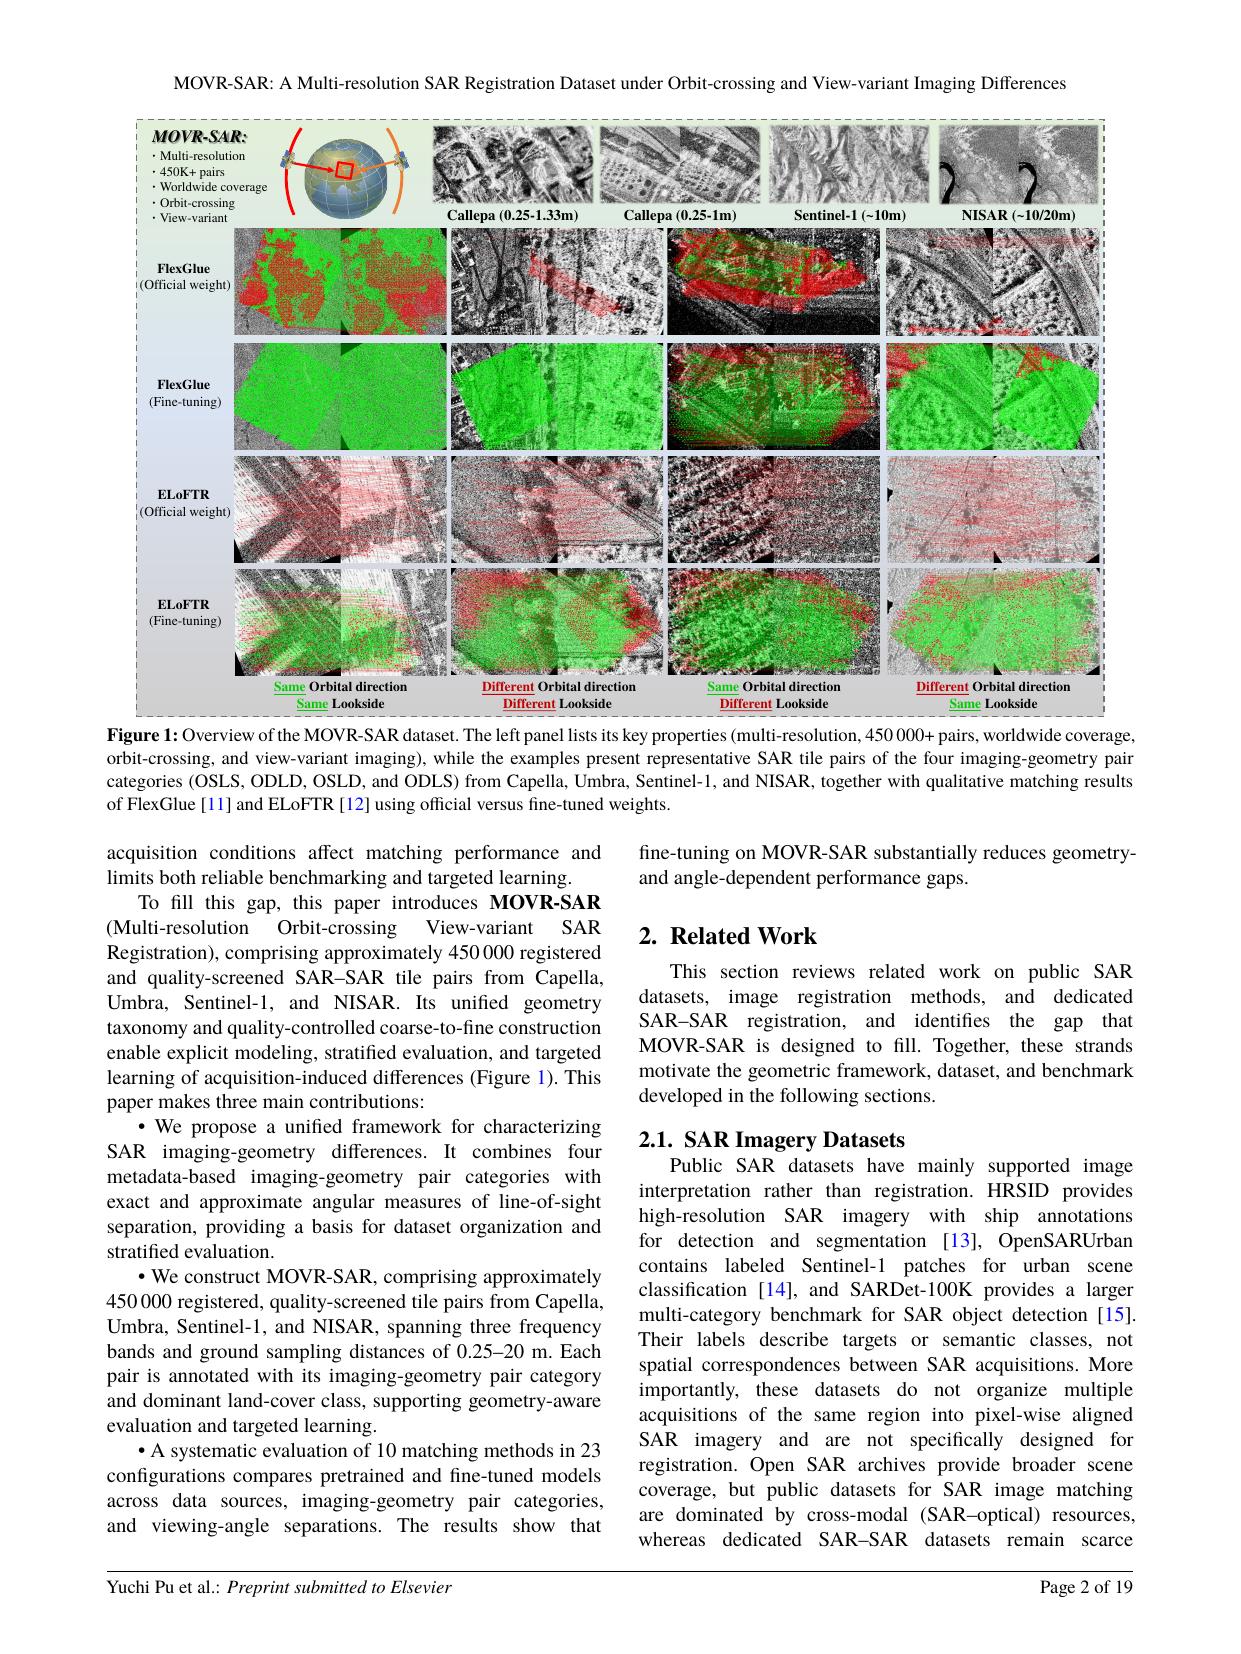 MOVR-SAR: A Multi-resolution SAR Registration Dataset under Orbit-crossing and View-variant Imaging Differences
MOVR-SAR:
· Multi-resolution
· 450K+ pairs
· Worldwide coverage
· Orbit-crossing
· View-variant
Callepa (0.25-1.33m)
Callepa (0.25-1m)
Sentinel-1 (~10m)
NISAR (~10/20m)
FlexGlue
(Official weight)
FlexGlue
(Fine-tuning)
ELoFTR
(Official weight)
ELoFTR
(Fine-tuning)
Same Orbital direction
Same Lookside
Different Orbital direction
Different Lookside
Same Orbital direction
Different Lookside
Different Orbital direction
Same Lookside
Figure 1: Overview of the MOVR-SAR dataset. The left panel lists its key properties (multi-resolution, 450 000+ pairs, worldwide coverage,
orbit-crossing, and view-variant imaging), while the examples present representative SAR tile pairs of the four imaging-geometry pair
categories (OSLS, ODLD, OSLD, and ODLS) from Capella, Umbra, Sentinel-1, and NISAR, together with qualitative matching results
of FlexGlue [11] and ELoFTR [12] using official versus fine-tuned weights.
acquisition conditions affect matching performance and
limits both reliable benchmarking and targeted learning.
To fill this gap, this paper introduces MOVR-SAR
(Multi-resolution Orbit-crossing View-variant SAR
Registration), comprising approximately 450 000 registered
and quality-screened SAR–SAR tile pairs from Capella,
Umbra, Sentinel-1, and NISAR. Its unified geometry
taxonomy and quality-controlled coarse-to-fine construction
enable explicit modeling, stratified evaluation, and targeted
learning of acquisition-induced differences (Figure 1). This
paper makes three main contributions:
• We propose a unified framework for characterizing
SAR imaging-geometry differences. It combines four
metadata-based imaging-geometry pair categories with
exact and approximate angular measures of line-of-sight
separation, providing a basis for dataset organization and
stratified evaluation.
• We construct MOVR-SAR, comprising approximately
450 000 registered, quality-screened tile pairs from Capella,
Umbra, Sentinel-1, and NISAR, spanning three frequency
bands and ground sampling distances of 0.25–20 m. Each
pair is annotated with its imaging-geometry pair category
and dominant land-cover class, supporting geometry-aware
evaluation and targeted learning.
• A systematic evaluation of 10 matching methods in 23
configurations compares pretrained and fine-tuned models
across data sources, imaging-geometry pair categories,
and viewing-angle separations. The results show that
fine-tuning on MOVR-SAR substantially reduces geometry-
and angle-dependent performance gaps.
2. Related Work
This section reviews related work on public SAR
datasets, image registration methods, and dedicated
SAR–SAR registration, and identifies the gap that
MOVR-SAR is designed to fill. Together, these strands
motivate the geometric framework, dataset, and benchmark
developed in the following sections.
2.1. SAR Imagery Datasets
Public SAR datasets have mainly supported image
interpretation rather than registration. HRSID provides
high-resolution SAR imagery with ship annotations
for detection and segmentation [13], OpenSARUrban
contains labeled Sentinel-1 patches for urban scene
classification [14], and SARDet-100K provides a larger
multi-category benchmark for SAR object detection [15].
Their labels describe targets or semantic classes, not
spatial correspondences between SAR acquisitions. More
importantly, these datasets do not organize multiple
acquisitions of the same region into pixel-wise aligned
SAR imagery and are not specifically designed for
registration. Open SAR archives provide broader scene
coverage, but public datasets for SAR image matching
are dominated by cross-modal (SAR–optical) resources,
whereas dedicated SAR–SAR datasets remain scarce
Yuchi Pu et al.: Preprint submitted to Elsevier
Page 2 of 19